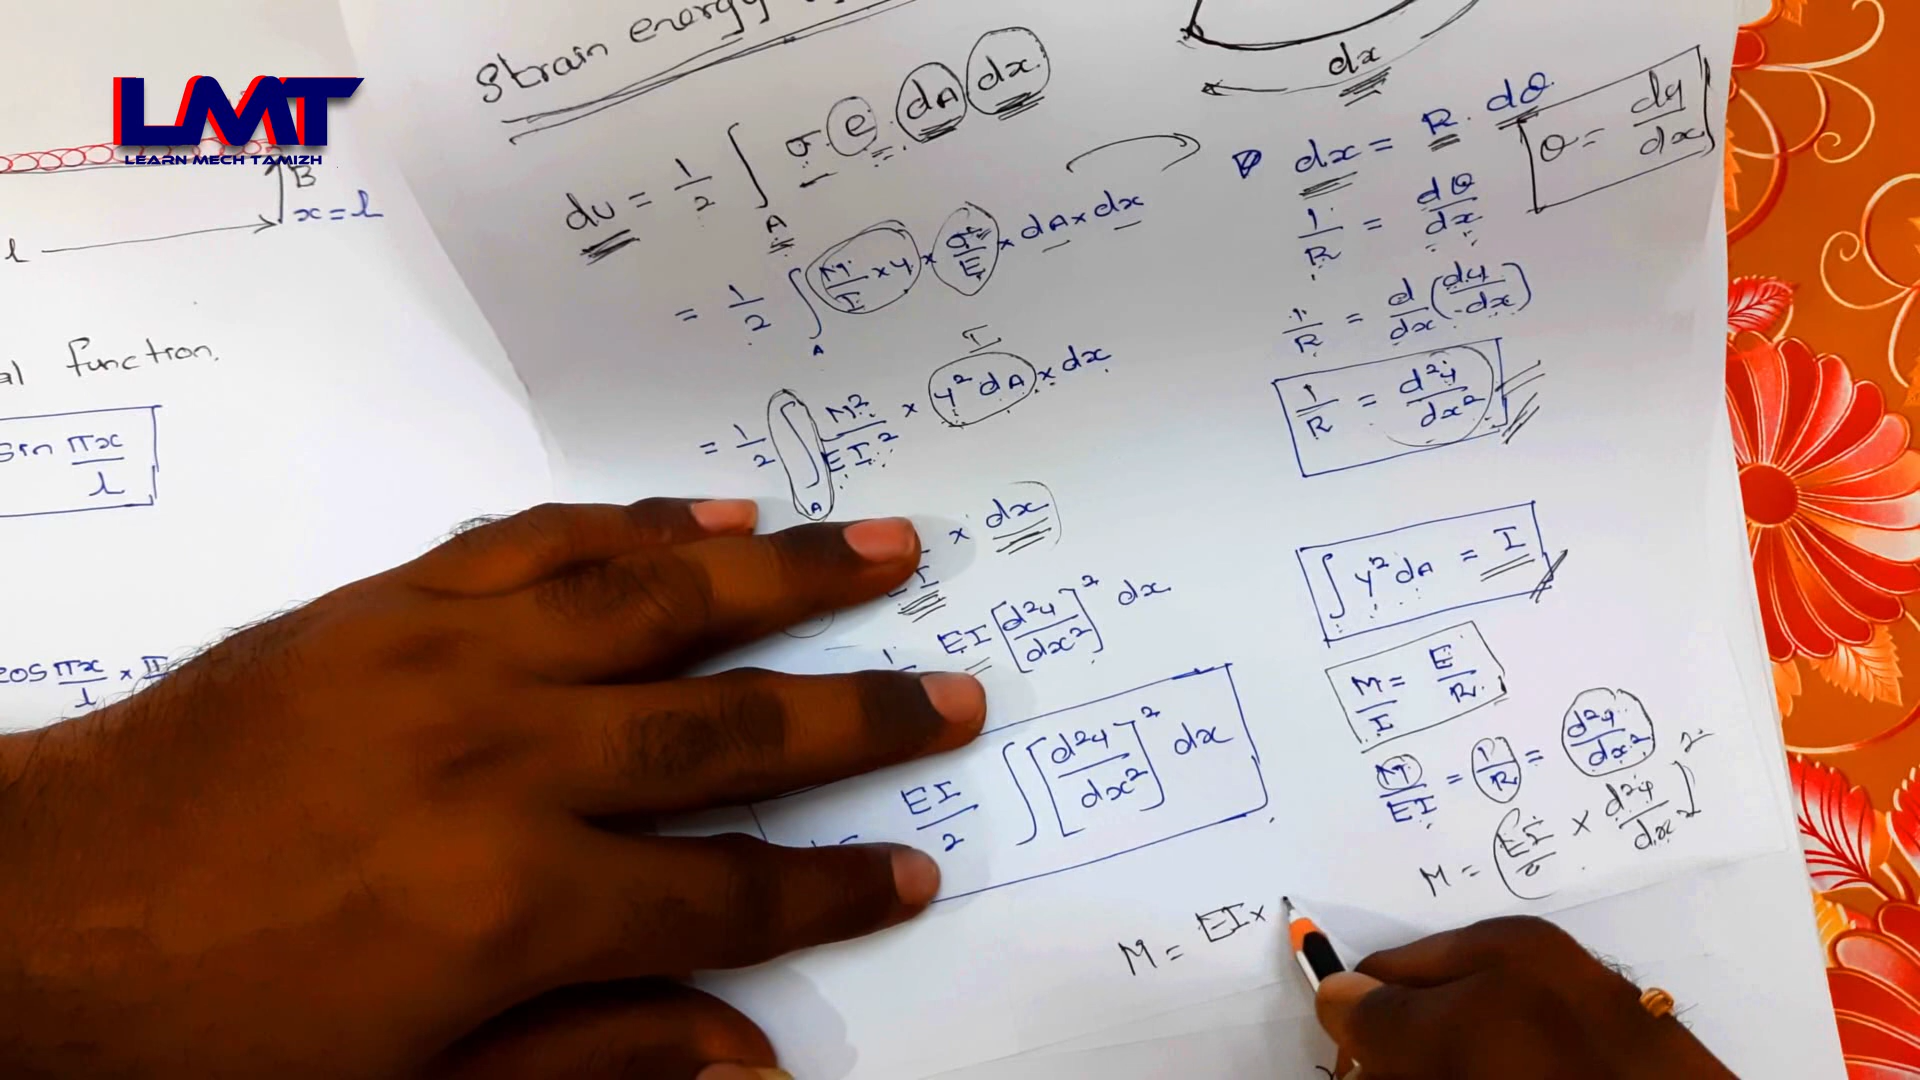 LMT
LEARN MECH TAMIZH
B
x = l
l
al function.
sin πx/l
cos πx/l × π
Strain energy
dU = 1/2 ∫A σ e dA dx
= 1/2 ∫A M/I × y × σ/E × dA × dx
I
= 1/2 ∫A M²/EI² × y² dA × dx
I × dx
EI [d²y/dx²]² dx
EI/2 ∫ [d²y/dx²]² dx
M = EI ×
dx
dx = R dθ
θ = dy/dx
1/R = dθ/dx
1/R = d/dx (dy/dx)
1/R = d²y/dx²
∫ y² dA = I
M/I = E/R
M/EI = 1/R = d²y/dx²
M = × d²y/dx²